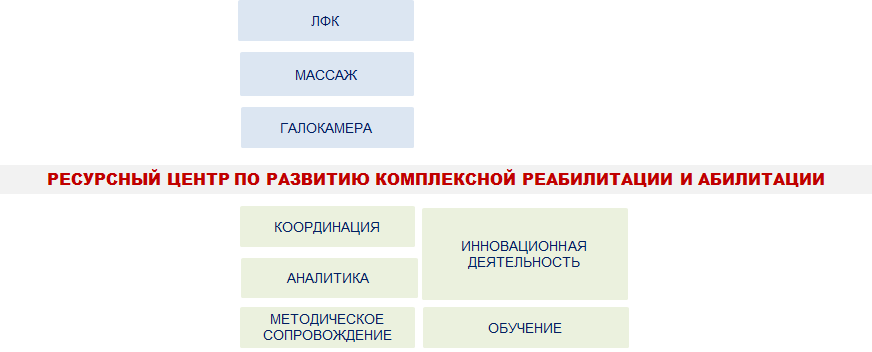 ЛФК
МАССАЖ
ГАЛОКАМЕРА
РЕСУРСНЫЙ ЦЕНТР ПО РАЗВИТИЮ КОМПЛЕКСНОЙ РЕАБИЛИТАЦИИ И АБИЛИТАЦИИ
КООРДИНАЦИЯ
ИННОВАЦИОННАЯ
ДЕЯТЕЛЬНОСТЬ
АНАЛИТИКА
МЕТОДИЧЕСКОЕ
СОПРОВОЖДЕНИЕ
ОБУЧЕНИЕ